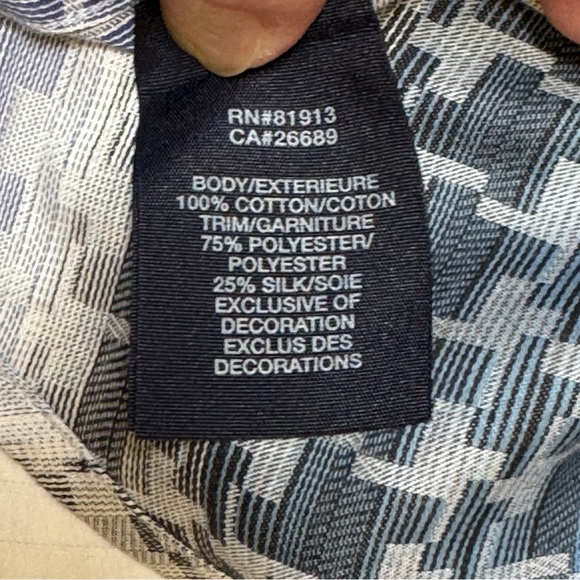 RN#81913
CA#26689
BODY/EXTERIEURE
100% COTTON/COTON
TRIM/GARNITURE
75% POLYESTER/
POLYESTER
25% SILK/SOIE
EXCLUSIVE OF
DECORATION
EXCLUS DES
DECORATIONS